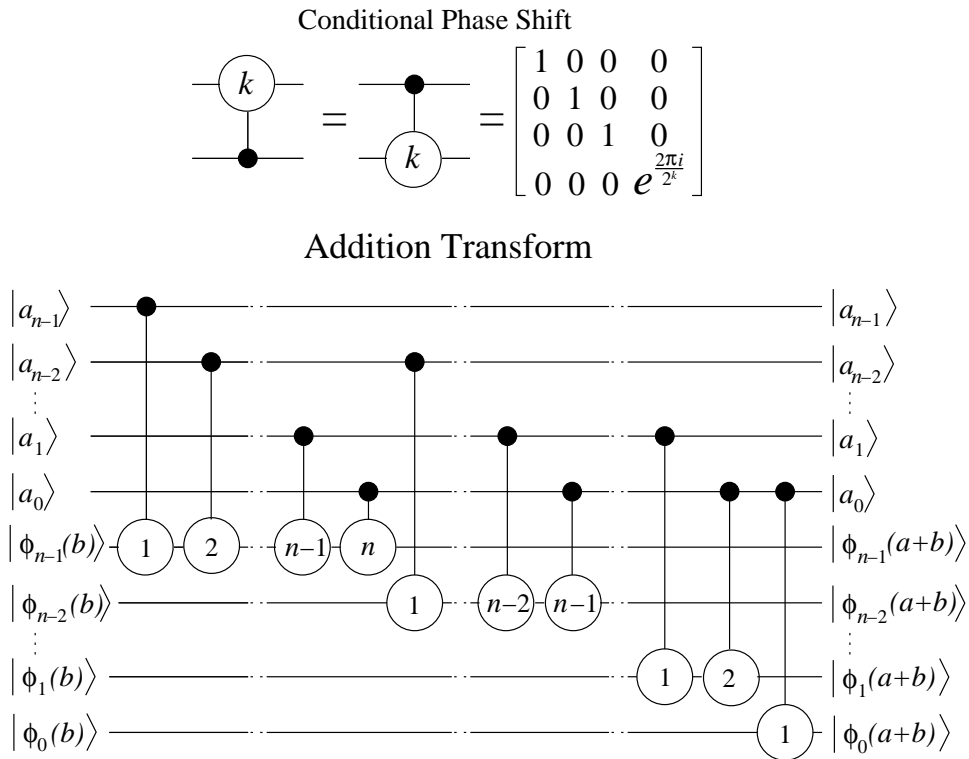 Conditional Phase Shift
k = k = [ 1 0 0 0
0 1 0 0
0 0 1 0
0 0 0 e^{2πi/2^k} ]
Addition Transform
|a_{n−1}⟩ |a_{n−1}⟩
|a_{n−2}⟩ |a_{n−2}⟩
|a_1⟩ |a_1⟩
|a_0⟩ |a_0⟩
|ϕ_{n−1}(b)⟩ 1 2 n−1 n |ϕ_{n−1}(a+b)⟩
|ϕ_{n−2}(b)⟩ 1 n−2 n−1 |ϕ_{n−2}(a+b)⟩
|ϕ_1(b)⟩ 1 2 |ϕ_1(a+b)⟩
|ϕ_0(b)⟩ 1 |ϕ_0(a+b)⟩